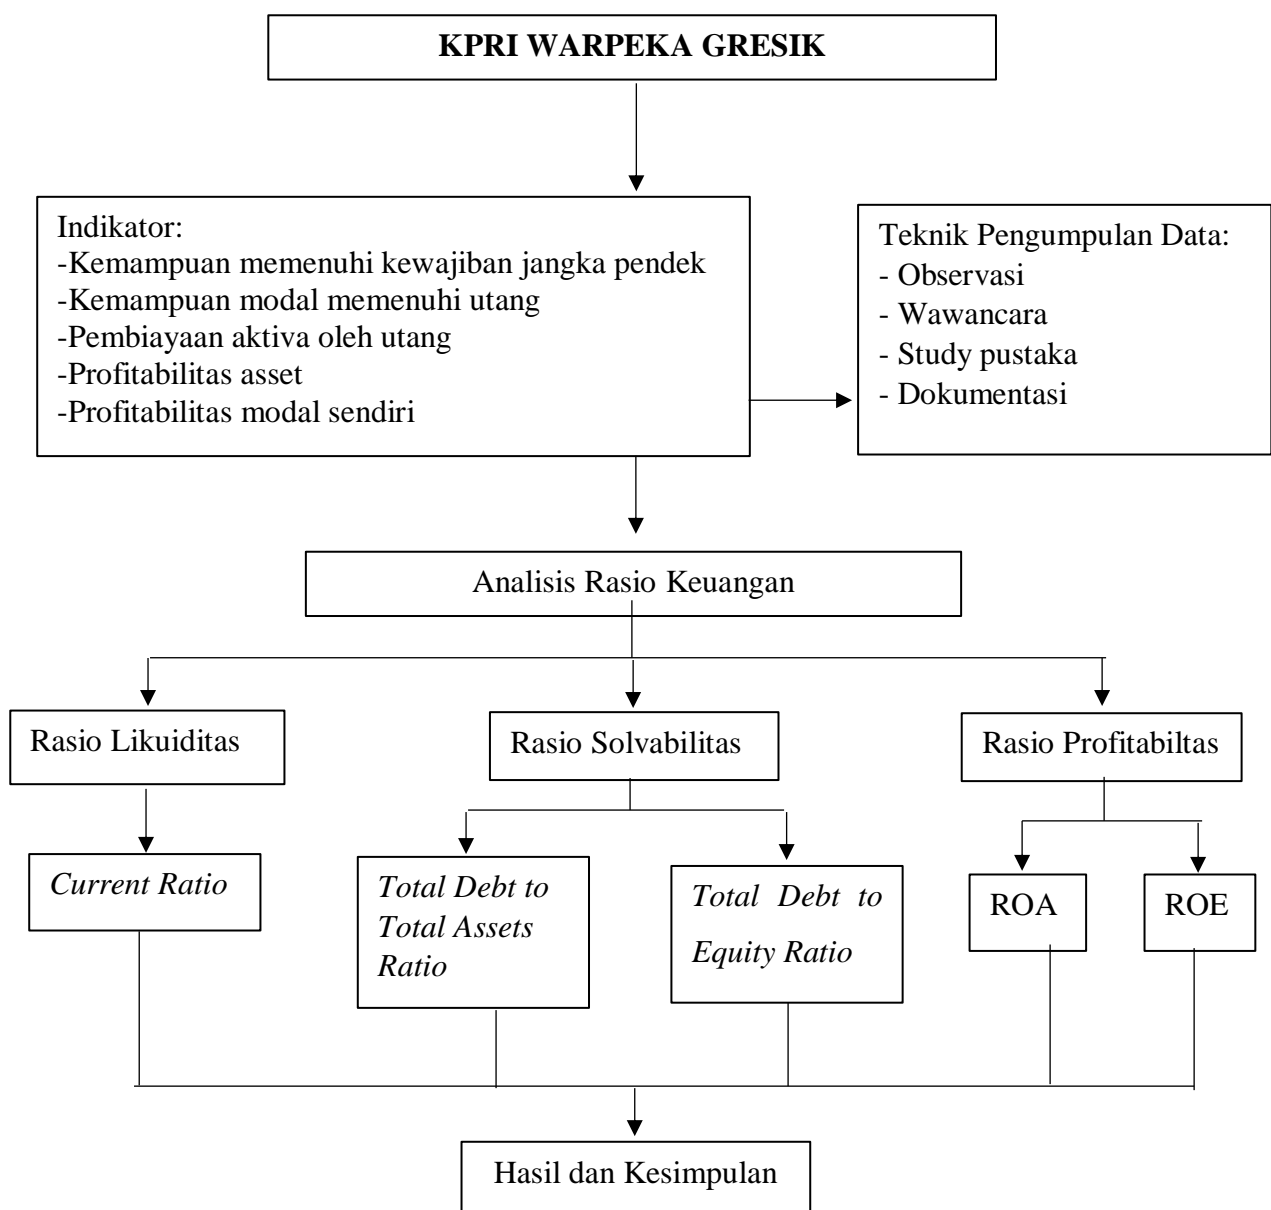 KPRI WARPEKA GRESIK
Indikator:
-Kemampuan memenuhi kewajiban jangka pendek
-Kemampuan modal memenuhi utang
-Pembiayaan aktiva oleh utang
-Profitabilitas asset
-Profitabilitas modal sendiri
Teknik Pengumpulan Data:
- Observasi
- Wawancara
- Study pustaka
- Dokumentasi
Analisis Rasio Keuangan
Rasio Likuiditas
Rasio Solvabilitas
Rasio Profitabiltas
Current Ratio
Total Debt to
Total Assets
Ratio
Total Debt to
Equity Ratio
ROA
ROE
Hasil dan Kesimpulan